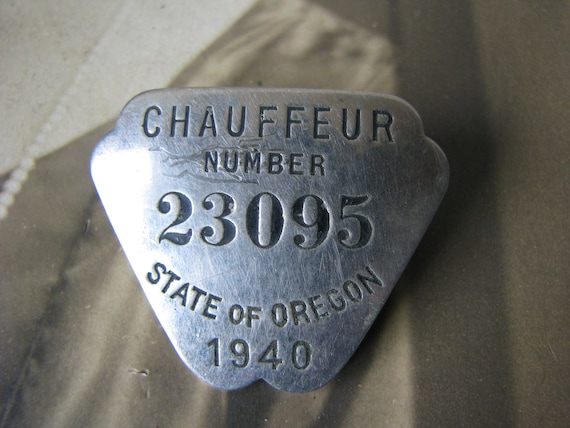 CHAUFFEUR
NUMBER
23095
STATE OF OREGON
1940